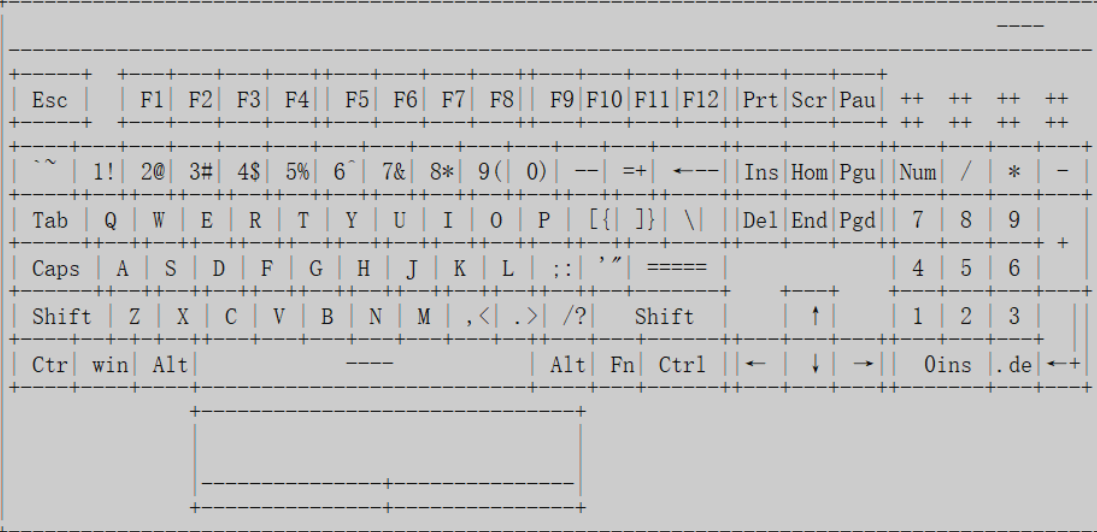 ----
Esc F1 F2 F3 F4 F5 F6 F7 F8 F9 F10 F11 F12 Prt Scr Pau ++ ++ ++ ++
++ ++ ++ ++
`~ 1! 2@ 3# 4$ 5% 6^ 7& 8* 9( 0) -- =+ ←-- Ins Home Pgu Num / * -
Tab Q W E R T Y U I O P [{ ]} \| Del End Pgd 7 8 9
+
Caps A S D F G H J K L ;: '" ===== 4 5 6
Shift Z X C V B N M ,< .> /? Shift ↑ 1 2 3
Ctr win Alt ---- Alt Fn Ctrl ← ↓ → 0ins .de ←+